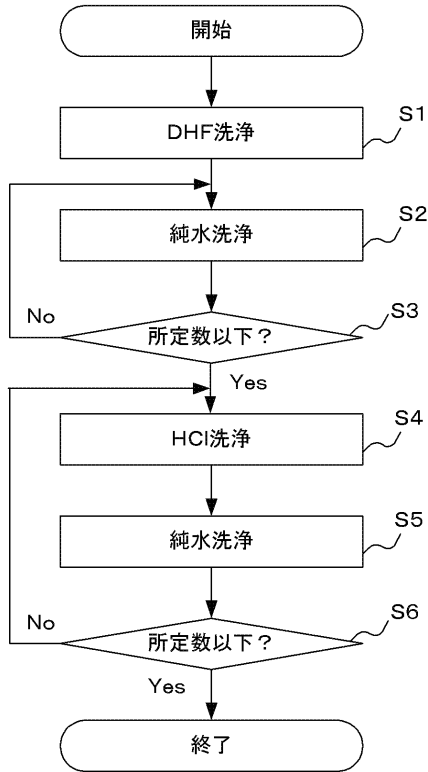 開始
DHF洗浄
S1
純水洗浄
S2
所定数以下？
S3
No
Yes
HCl洗浄
S4
純水洗浄
S5
所定数以下？
S6
No
Yes
終了